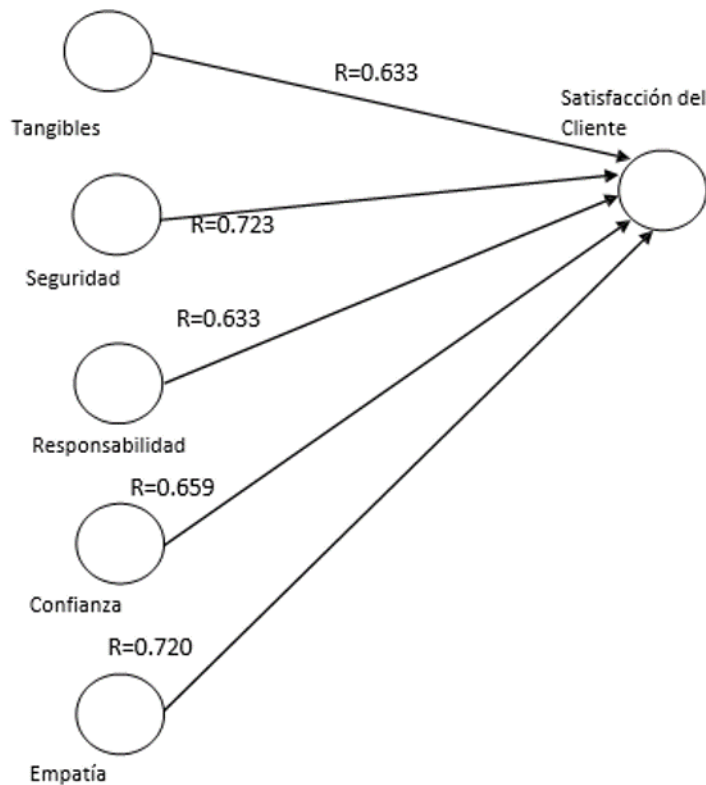 R=0.633
Satisfacción del
Cliente
Tangibles
R=0.723
Seguridad
R=0.633
Responsabilidad
R=0.659
Confianza
R=0.720
Empatía